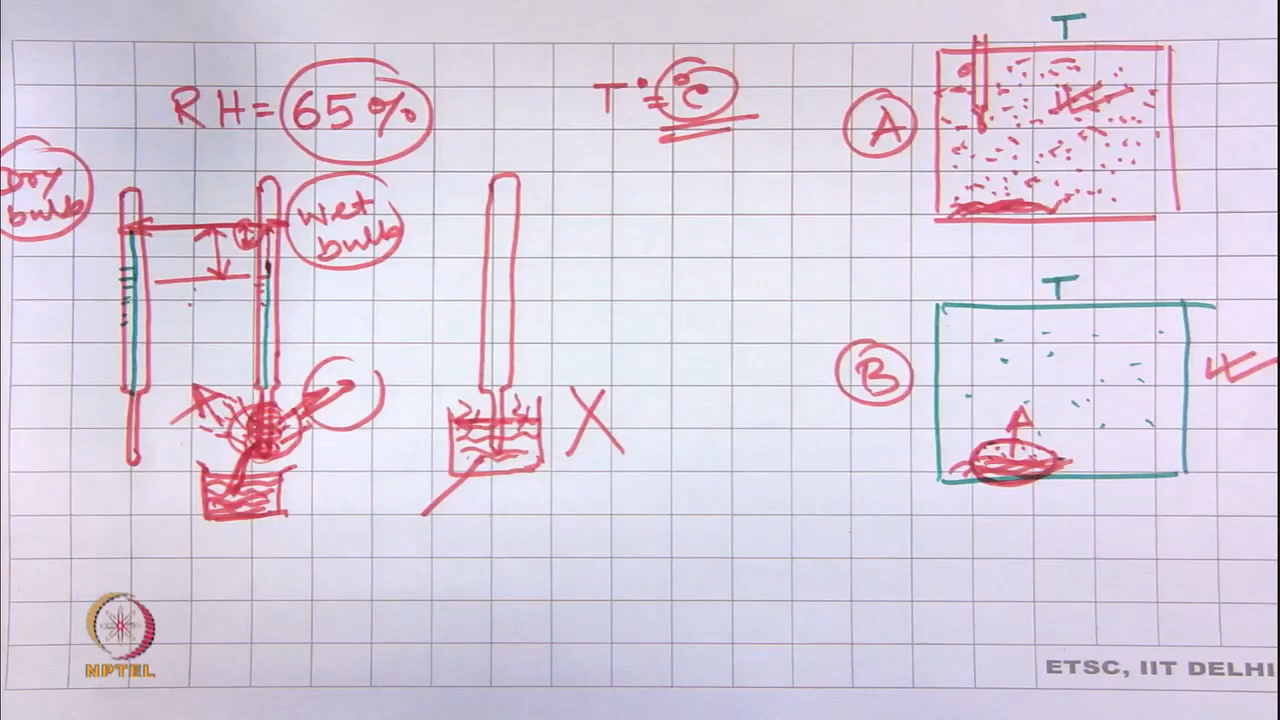 RH = 65%
T° = °C
T
A
Dry
bulb
Wet
bulb
T
B
NPTEL
ETSC, IIT DELHI